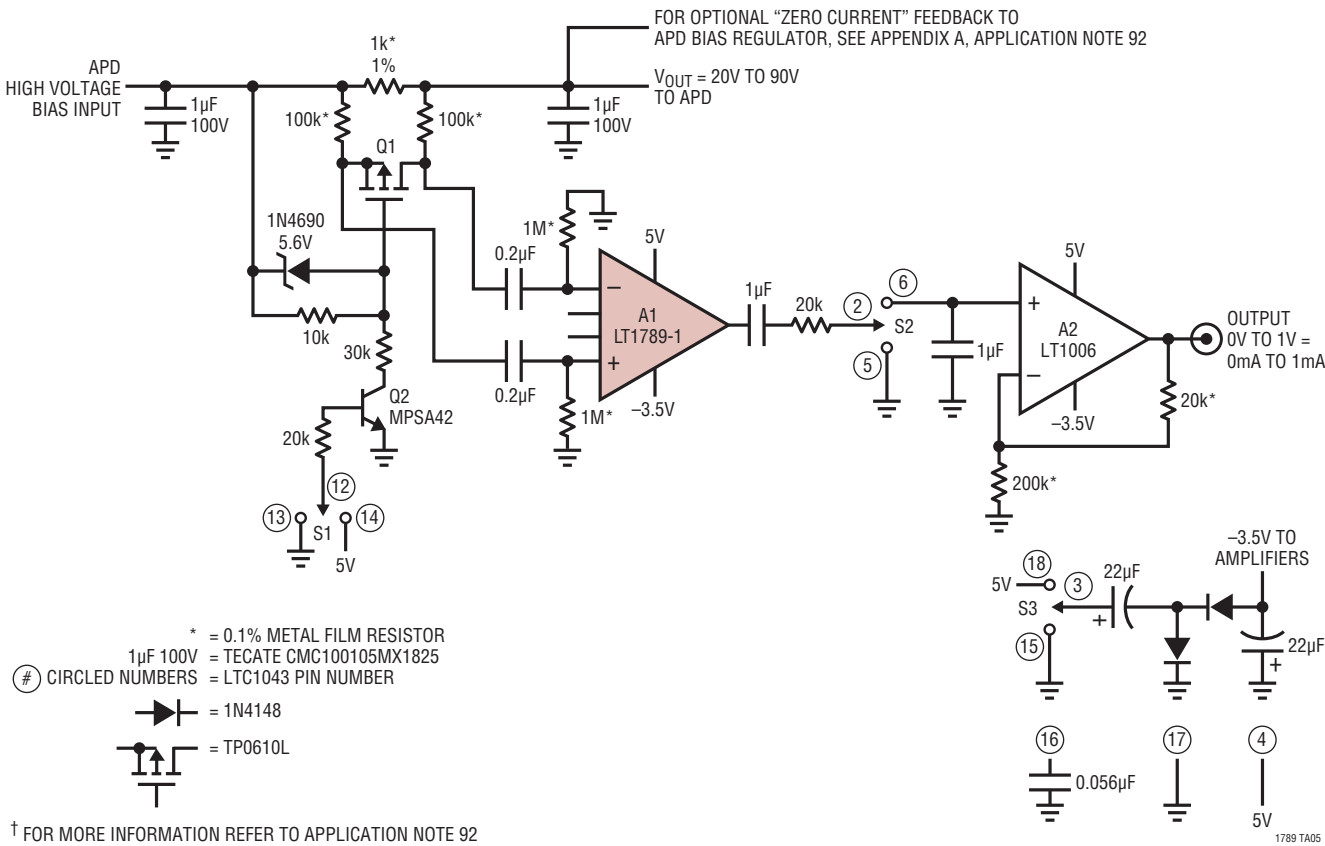 FOR OPTIONAL “ZERO CURRENT” FEEDBACK TO
APD BIAS REGULATOR, SEE APPENDIX A, APPLICATION NOTE 92
1k*
1%
APD
HIGH VOLTAGE
BIAS INPUT
VOUT = 20V TO 90V
TO APD
1µF
100V
100k*
100k*
1µF
100V
Q1
1N4690
5.6V
1M*
5V
0.2µF
–
A1
LT1789-1
+
0.2µF
1M*
–3.5V
1µF
20k
2
6
S2
5
1µF
5V
+
A2
LT1006
–
–3.5V
OUTPUT
0V TO 1V =
0mA TO 1mA
20k*
200k*
10k
30k
Q2
MPSA42
20k
12
13
S1
14
5V
–3.5V TO
AMPLIFIERS
18
5V
3
22µF
S3
+
15
22µF
+
16
17
4
0.056µF
5V
* = 0.1% METAL FILM RESISTOR
1µF 100V = TECATE CMC100105MX1825
# CIRCLED NUMBERS = LTC1043 PIN NUMBER
= 1N4148
= TP0610L
† FOR MORE INFORMATION REFER TO APPLICATION NOTE 92
1789 TA05